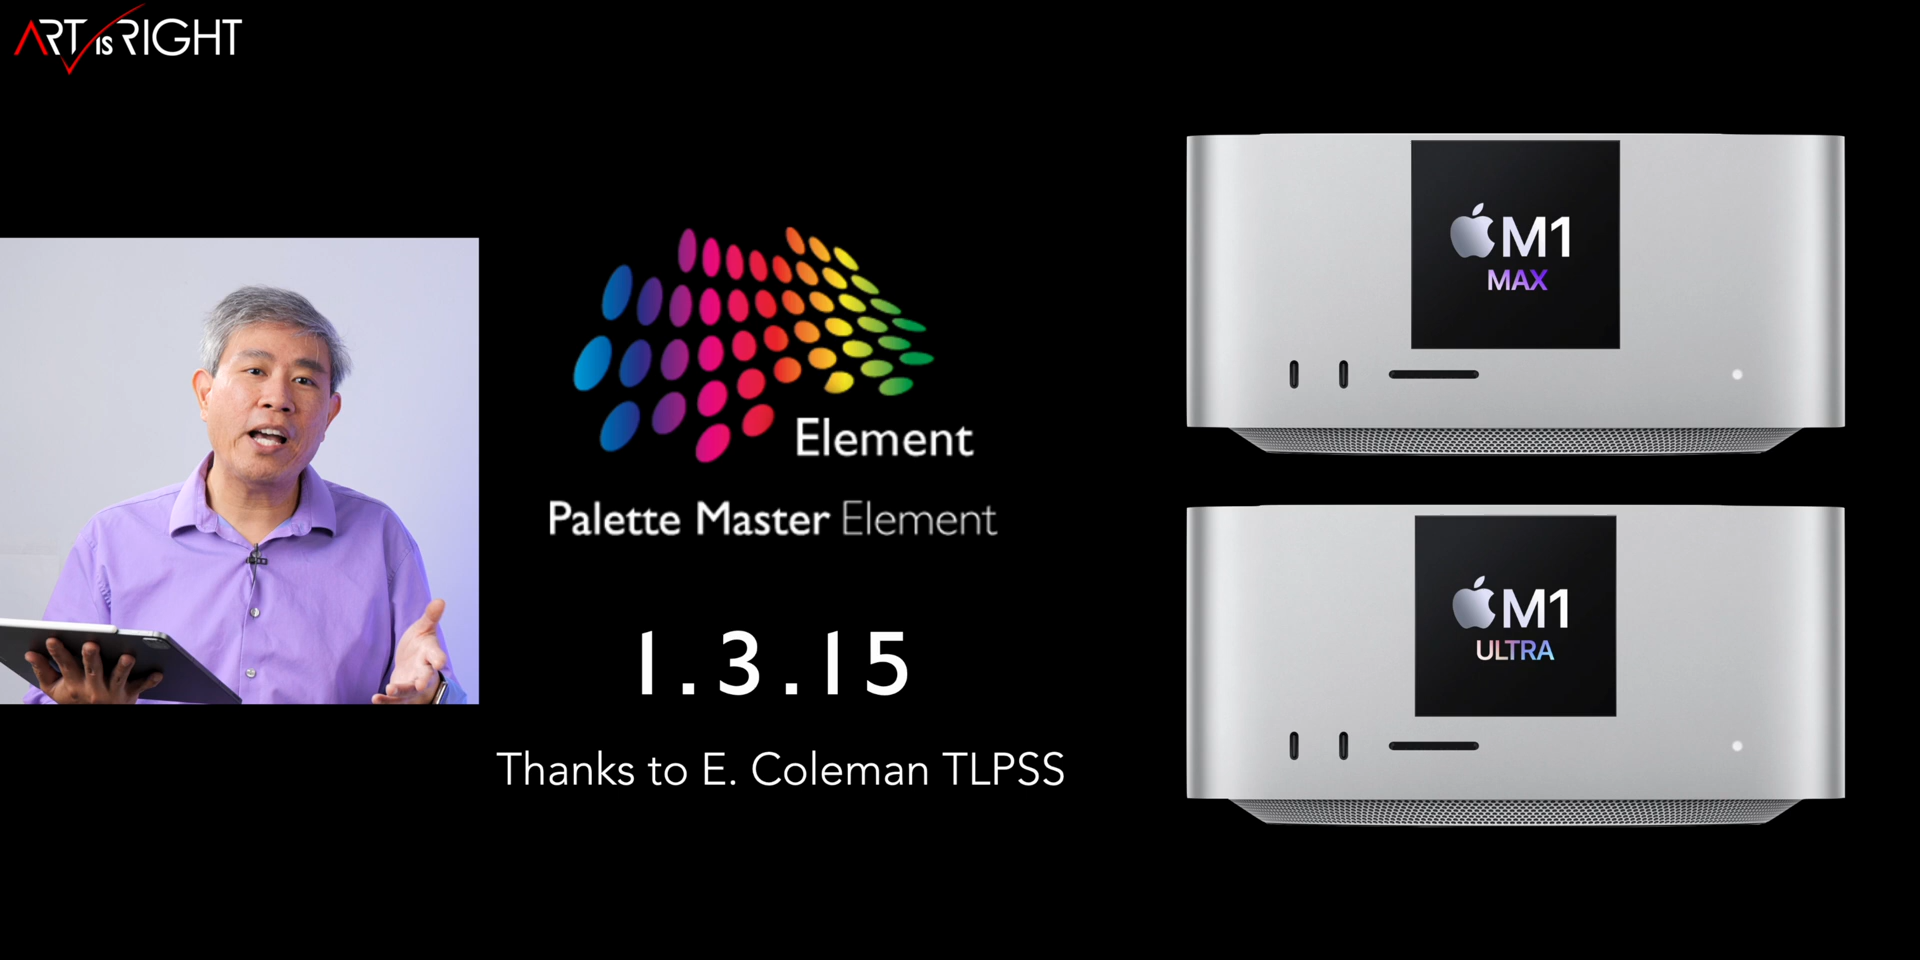 ART IS RIGHT
Element
Palette Master Element
1.3.15
Thanks to E. Coleman TLPSS
M1
MAX
M1
ULTRA